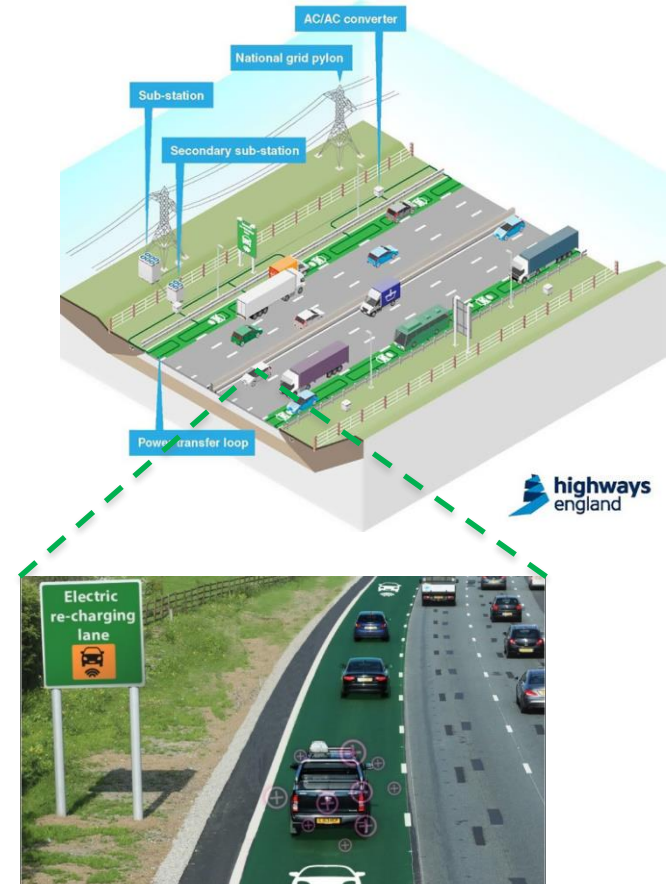 AC/AC converter
National grid pylon
Sub-station
Secondary sub-station
Power transfer loop
highways
england
Electric
re-charging
lane